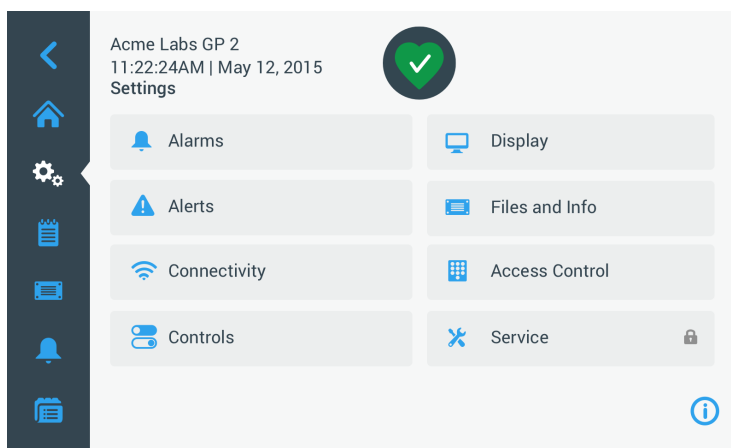 Acme Labs GP 2
11:22:24AM | May 12, 2015
Settings
Alarms
Display
Alerts
Files and Info
Connectivity
Access Control
Controls
Service